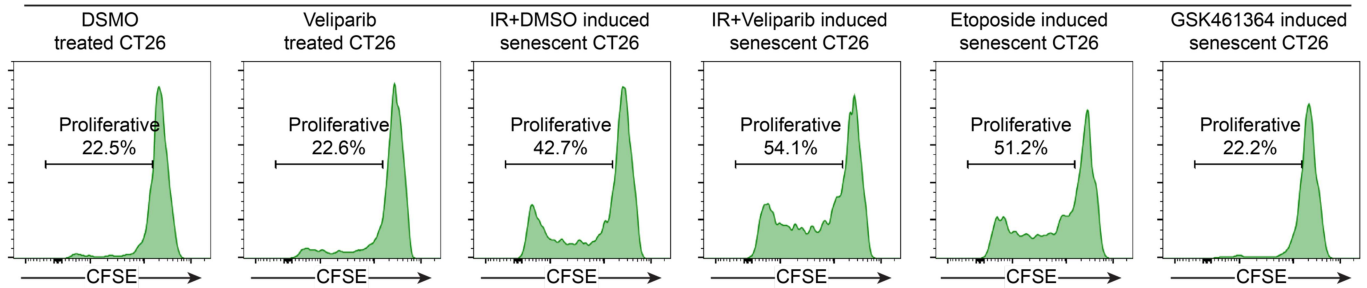 DSMO
treated CT26
Veliparib
treated CT26
IR+DMSO induced
senescent CT26
IR+Veliparib induced
senescent CT26
Etoposide induced
senescent CT26
GSK461364 induced
senescent CT26
Proliferative
22.5%
Proliferative
22.6%
Proliferative
42.7%
Proliferative
54.1%
Proliferative
51.2%
Proliferative
22.2%
CFSE
CFSE
CFSE
CFSE
CFSE
CFSE